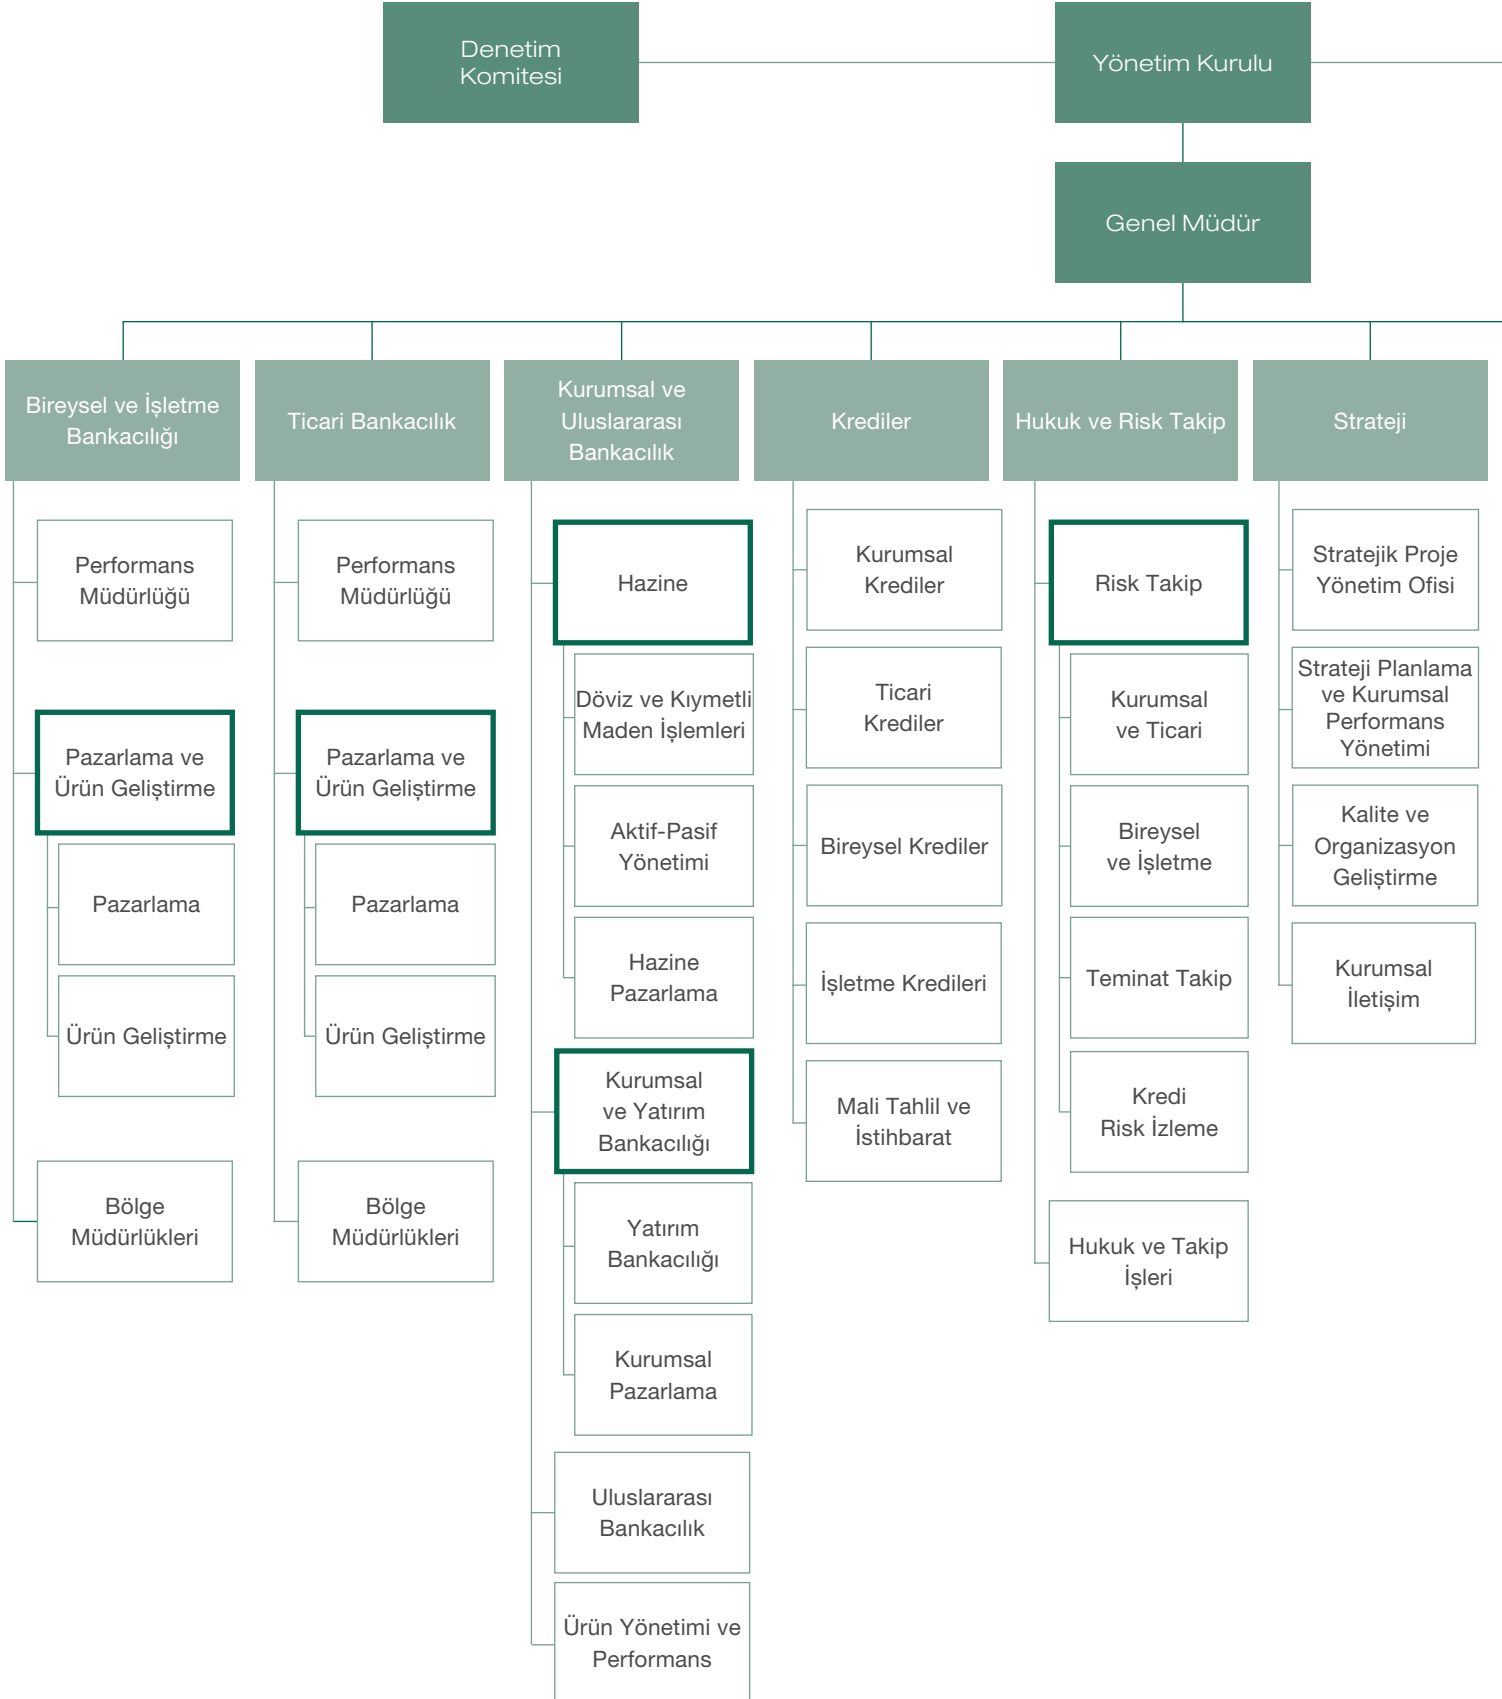 Denetim
Komitesi
Yönetim Kurulu
Genel Müdür
Bireysel ve İşletme
Bankacılığı
Ticari Bankacılık
Kurumsal ve
Uluslararası
Bankacılık
Krediler
Hukuk ve Risk Takip
Strateji
Performans
Müdürlüğü
Pazarlama ve
Ürün Geliştirme
Pazarlama
Ürün Geliştirme
Bölge
Müdürlükleri
Performans
Müdürlüğü
Pazarlama ve
Ürün Geliştirme
Pazarlama
Ürün Geliştirme
Bölge
Müdürlükleri
Hazine
Döviz ve Kıymetli
Maden İşlemleri
Aktif-Pasif
Yönetimi
Hazine
Pazarlama
Kurumsal
ve Yatırım
Bankacılığı
Yatırım
Bankacılığı
Kurumsal
Pazarlama
Uluslararası
Bankacılık
Ürün Yönetimi ve
Performans
Kurumsal
Krediler
Ticari
Krediler
Bireysel Krediler
İşletme Kredileri
Mali Tahlil ve
İstihbarat
Risk Takip
Kurumsal
ve Ticari
Bireysel
ve İşletme
Teminat Takip
Kredi
Risk İzleme
Hukuk ve Takip
İşleri
Stratejik Proje
Yönetim Ofisi
Strateji Planlama
ve Kurumsal
Performans
Yönetimi
Kalite ve
Organizasyon
Geliştirme
Kurumsal
İletişim